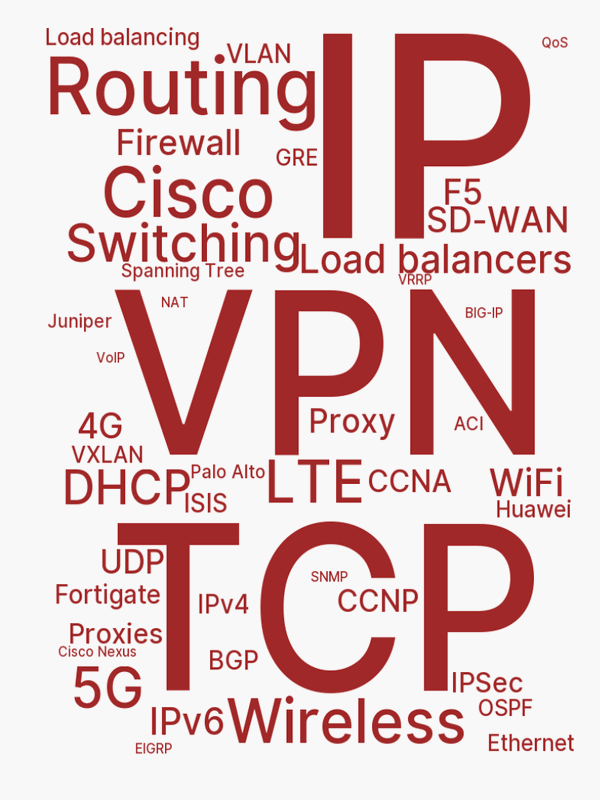 Load balancing
VLAN
IP
QoS
Routing
Firewall
GRE
Cisco
F5
SD-WAN
Switching
Load balancers
Spanning Tree
VRRP
VPN
NAT
BIG-IP
Juniper
VoIP
Proxy
ACI
4G
VXLAN
DHCP
Palo Alto
LTE
CCNA
WiFi
ISIS
Huawei
TCP
UDP
SNMP
Fortigate
IPv4
CCNP
Proxies
Cisco Nexus
BGP
5G
IPSec
IPv6
Wireless
OSPF
EIGRP
Ethernet